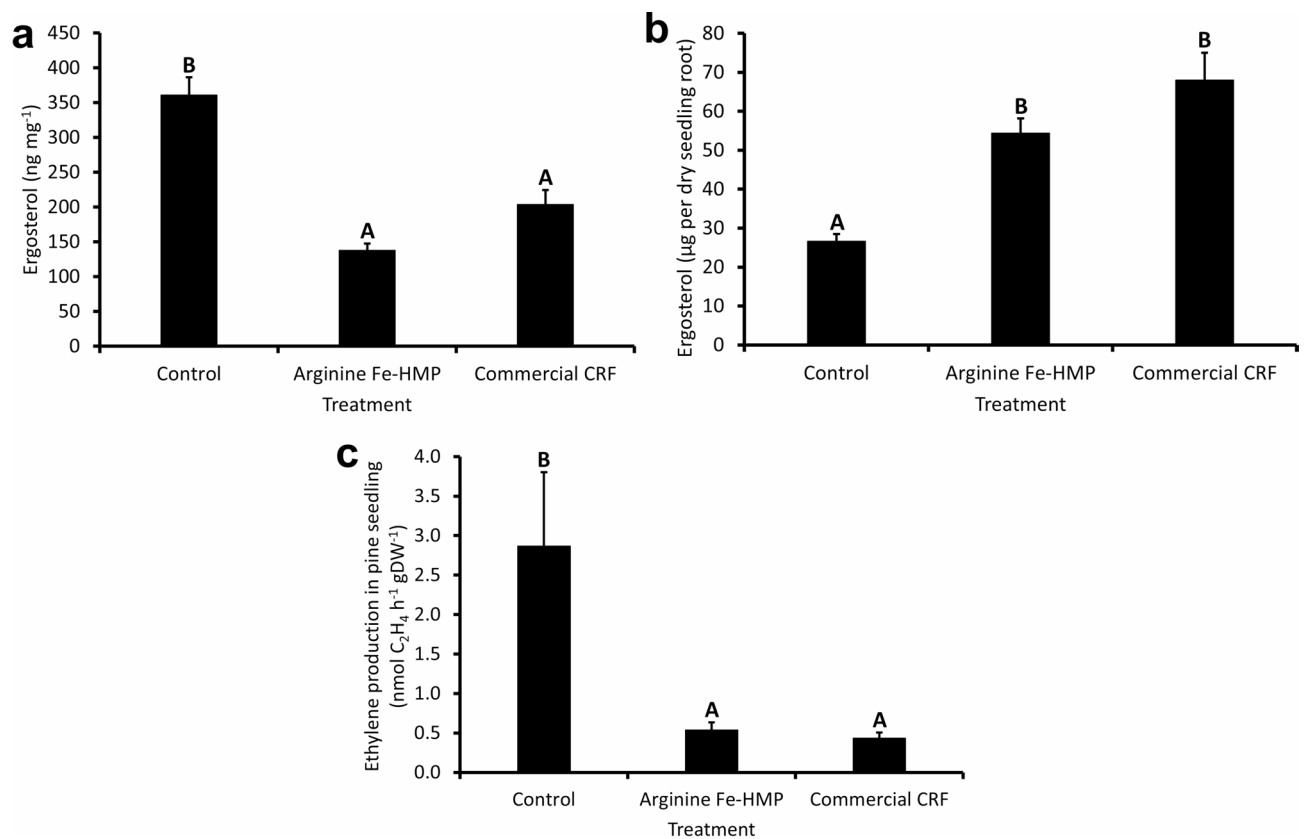 a
Ergosterol (ng mg⁻¹)
450
400
350
300
250
200
150
100
50
0
B
A
A
Control
Arginine Fe-HMP
Commercial CRF
Treatment
b
Ergosterol (µg per dry seedling root)
80
70
60
50
40
30
20
10
0
A
B
B
Control
Arginine Fe-HMP
Commercial CRF
Treatment
c
Ethylene production in pine seedling
(nmol C₂H₄ h⁻¹ gDW⁻¹)
4.0
3.5
3.0
2.5
2.0
1.5
1.0
0.5
0.0
B
A
A
Control
Arginine Fe-HMP
Commercial CRF
Treatment